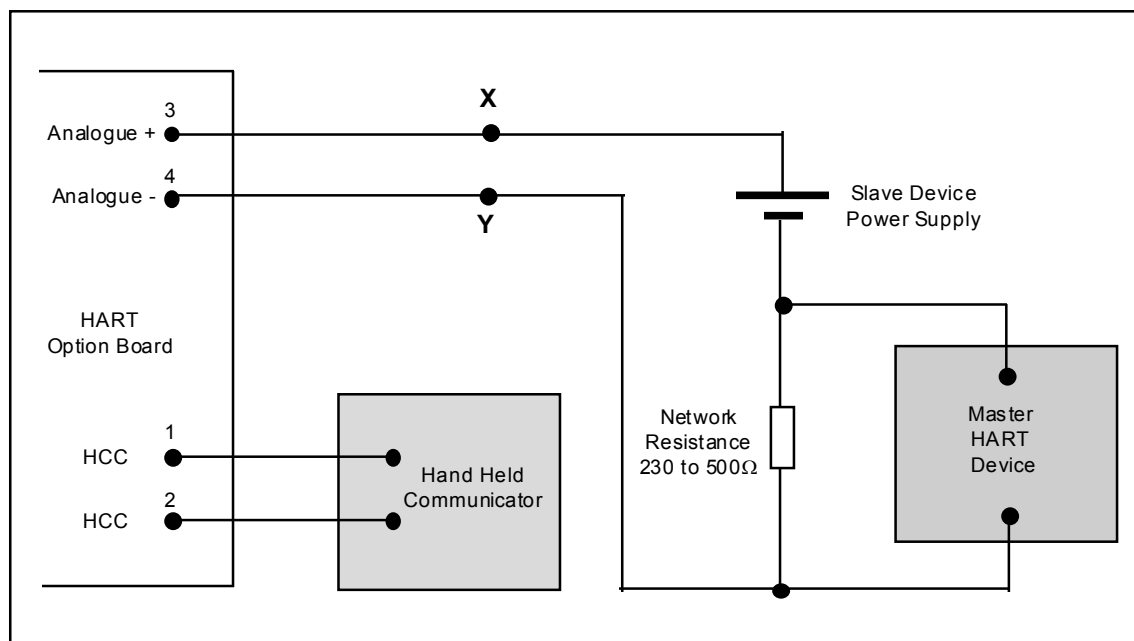 3
Analogue +
4
Analogue -
X
Y
Slave Device
Power Supply
HART
Option Board
1
HCC
2
HCC
Hand Held
Communicator
Network
Resistance
230 to 500Ω
Master
HART
Device